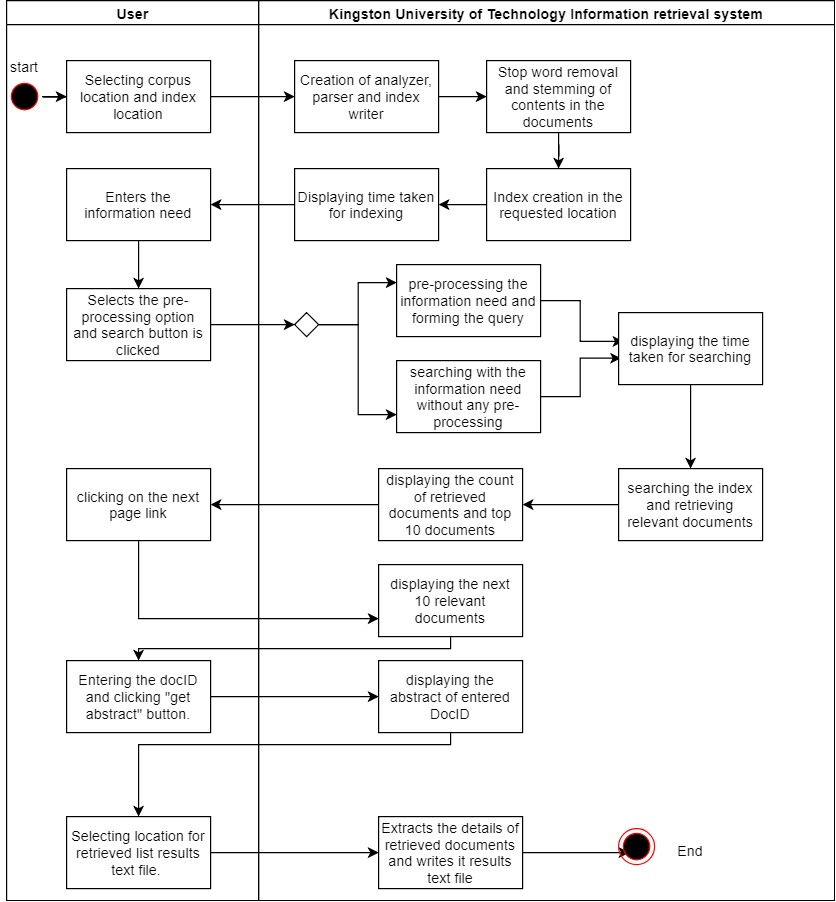 User
Kingston University of Technology Information retrieval system
start
Selecting corpus
location and index
location
Creation of analyzer,
parser and index
writer
Stop word removal
and stemming of
contents in the
documents
Enters the
information need
Displaying time taken
for indexing
Index creation in the
requested location
Selects the pre-
processing option
and search button is
clicked
pre-processing the
information need and
forming the query
searching with the
information need
without any pre-
processing
displaying the time
taken for searching
clicking on the next
page link
displaying the count
of retrieved
documents and top
10 documents
searching the index
and retrieving
relevant documents
displaying the next
10 relevant
documents
Entering the docID
and clicking "get
abstract" button.
displaying the
abstract of entered
DocID
Selecting location for
retrieved list results
text file.
Extracts the details of
retrieved documents
and writes it results
text file
End